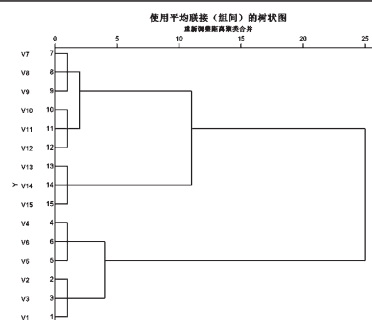 使用平均联接（组间）的树状图
重新调整距离聚类合并
0 5 10 15 20 25
V7 7
V8 8
V9 9
V10 10
V11 11
V12 12
V13 13
Y V14 14
V15 15
V4 4
V6 6
V5 5
V2 2
V3 3
V1 1